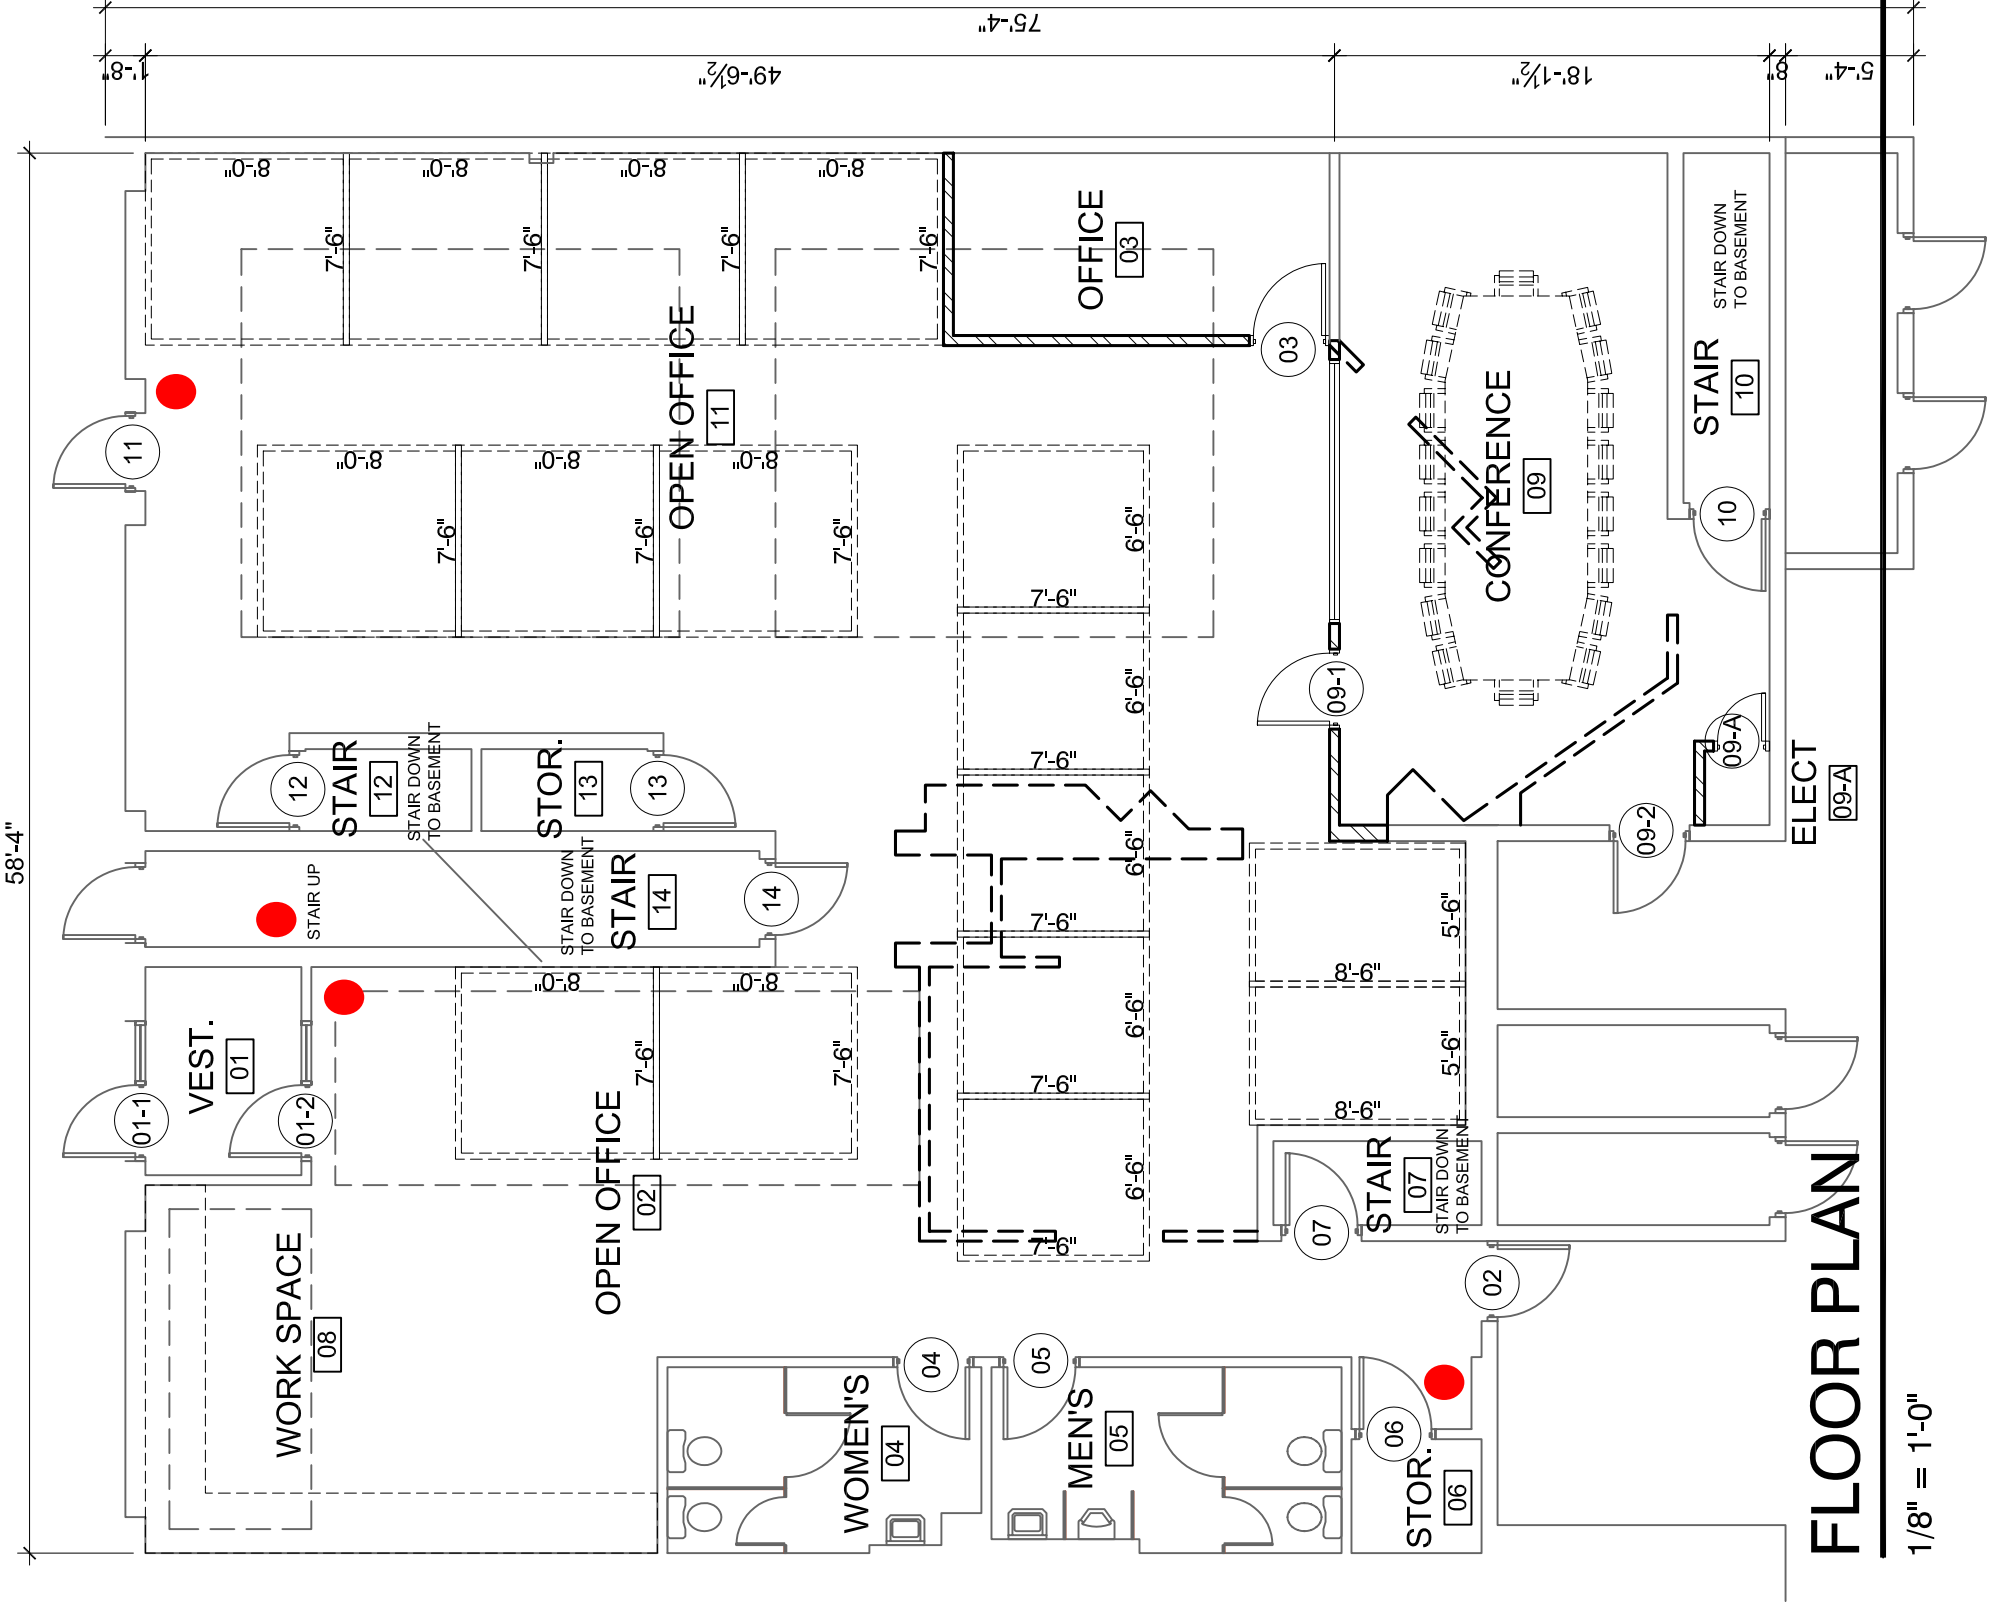 75'-4"
1'-8"
49'-6½"
18'-1½"
8"
5'-4"
58'-4"
8'-0"
8'-0"
8'-0"
8'-0"
7'-6"
7'-6"
7'-6"
7'-6"
OFFICE
03
03
OPEN OFFICE
11
11
8'-0"
8'-0"
8'-0"
7'-6"
7'-6"
7'-6"
6'-6"
7'-6"
6'-6"
7'-6"
6'-6"
7'-6"
6'-6"
7'-6"
6'-6"
7'-6"
CONFERENCE
09
09-1
09-2
STAIR
10
STAIR DOWN
TO BASEMENT
10
ELECT
09-A
09-A
STAIR
12
STAIR DOWN
TO BASEMENT
12
STOR.
13
13
STAIR UP
STAIR DOWN
TO BASEMENT
STAIR
14
14
VEST.
01
01-1
01-2
8'-0"
8'-0"
7'-6"
7'-6"
OPEN OFFICE
02
5'-6"
8'-6"
5'-6"
8'-6"
STAIR
07
STAIR DOWN
TO BASEMENT
07
02
WORK SPACE
08
WOMEN'S
04
04
MEN'S
05
05
STOR.
06
06
FLOOR PLAN
1/8" = 1'-0"